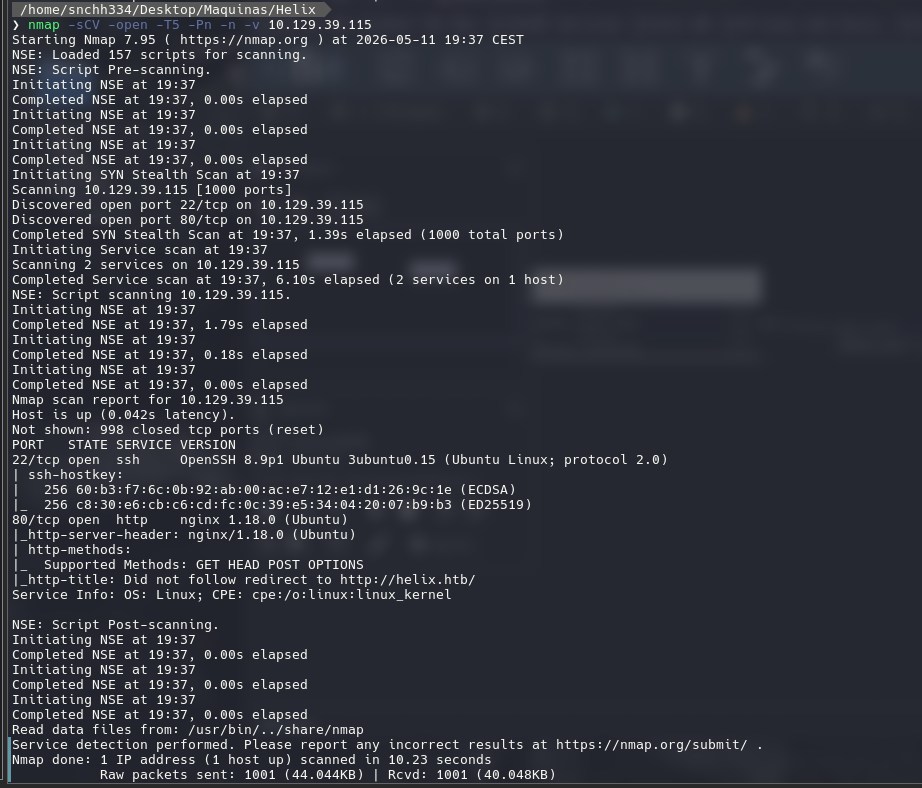 /home/snchh334/Desktop/Maquinas/Helix
❯ nmap -sCV -open -T5 -Pn -n -v 10.129.39.115
Starting Nmap 7.95 ( https://nmap.org ) at 2026-05-11 19:37 CEST
NSE: Loaded 157 scripts for scanning.
NSE: Script Pre-scanning.
Initiating NSE at 19:37
Completed NSE at 19:37, 0.00s elapsed
Initiating NSE at 19:37
Completed NSE at 19:37, 0.00s elapsed
Initiating NSE at 19:37
Completed NSE at 19:37, 0.00s elapsed
Initiating SYN Stealth Scan at 19:37
Scanning 10.129.39.115 [1000 ports]
Discovered open port 22/tcp on 10.129.39.115
Discovered open port 80/tcp on 10.129.39.115
Completed SYN Stealth Scan at 19:37, 1.39s elapsed (1000 total ports)
Initiating Service scan at 19:37
Scanning 2 services on 10.129.39.115
Completed Service scan at 19:37, 6.10s elapsed (2 services on 1 host)
NSE: Script scanning 10.129.39.115.
Initiating NSE at 19:37
Completed NSE at 19:37, 1.79s elapsed
Initiating NSE at 19:37
Completed NSE at 19:37, 0.18s elapsed
Initiating NSE at 19:37
Completed NSE at 19:37, 0.00s elapsed
Nmap scan report for 10.129.39.115
Host is up (0.042s latency).
Not shown: 998 closed tcp ports (reset)
PORT   STATE SERVICE VERSION
22/tcp open  ssh     OpenSSH 8.9p1 Ubuntu 3ubuntu0.15 (Ubuntu Linux; protocol 2.0)
| ssh-hostkey:
|   256 60:b3:f7:6c:0b:92:ab:00:ac:e7:12:e1:d1:26:9c:1e (ECDSA)
|_  256 c8:30:e6:cb:c6:cd:fc:0c:39:e5:34:04:20:07:b9:b3 (ED25519)
80/tcp open  http    nginx 1.18.0 (Ubuntu)
|_http-server-header: nginx/1.18.0 (Ubuntu)
| http-methods:
|_  Supported Methods: GET HEAD POST OPTIONS
|_http-title: Did not follow redirect to http://helix.htb/
Service Info: OS: Linux; CPE: cpe:/o:linux:linux_kernel
NSE: Script Post-scanning.
Initiating NSE at 19:37
Completed NSE at 19:37, 0.00s elapsed
Initiating NSE at 19:37
Completed NSE at 19:37, 0.00s elapsed
Initiating NSE at 19:37
Completed NSE at 19:37, 0.00s elapsed
Read data files from: /usr/bin/../share/nmap
Service detection performed. Please report any incorrect results at https://nmap.org/submit/ .
Nmap done: 1 IP address (1 host up) scanned in 10.23 seconds
           Raw packets sent: 1001 (44.044KB) | Rcvd: 1001 (40.048KB)